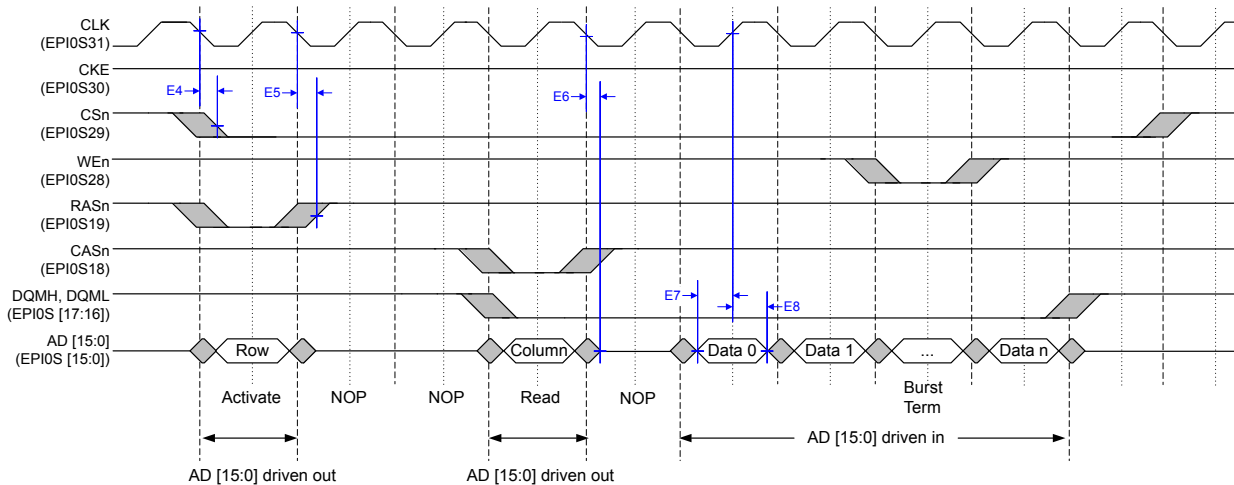 CLK
(EPI0S31)
CKE
(EPI0S30)
E4
E5
E6
CSn
(EPI0S29)
WEn
(EPI0S28)
RASn
(EPI0S19)
CASn
(EPI0S18)
DQMH, DQML
(EPI0S [17:16])
E7
E8
AD [15:0]
(EPI0S [15:0])
Row
Column
Data 0
Data 1
...
Data n
Activate
NOP
NOP
Read
NOP
Burst
Term
AD [15:0] driven in
AD [15:0] driven out
AD [15:0] driven out